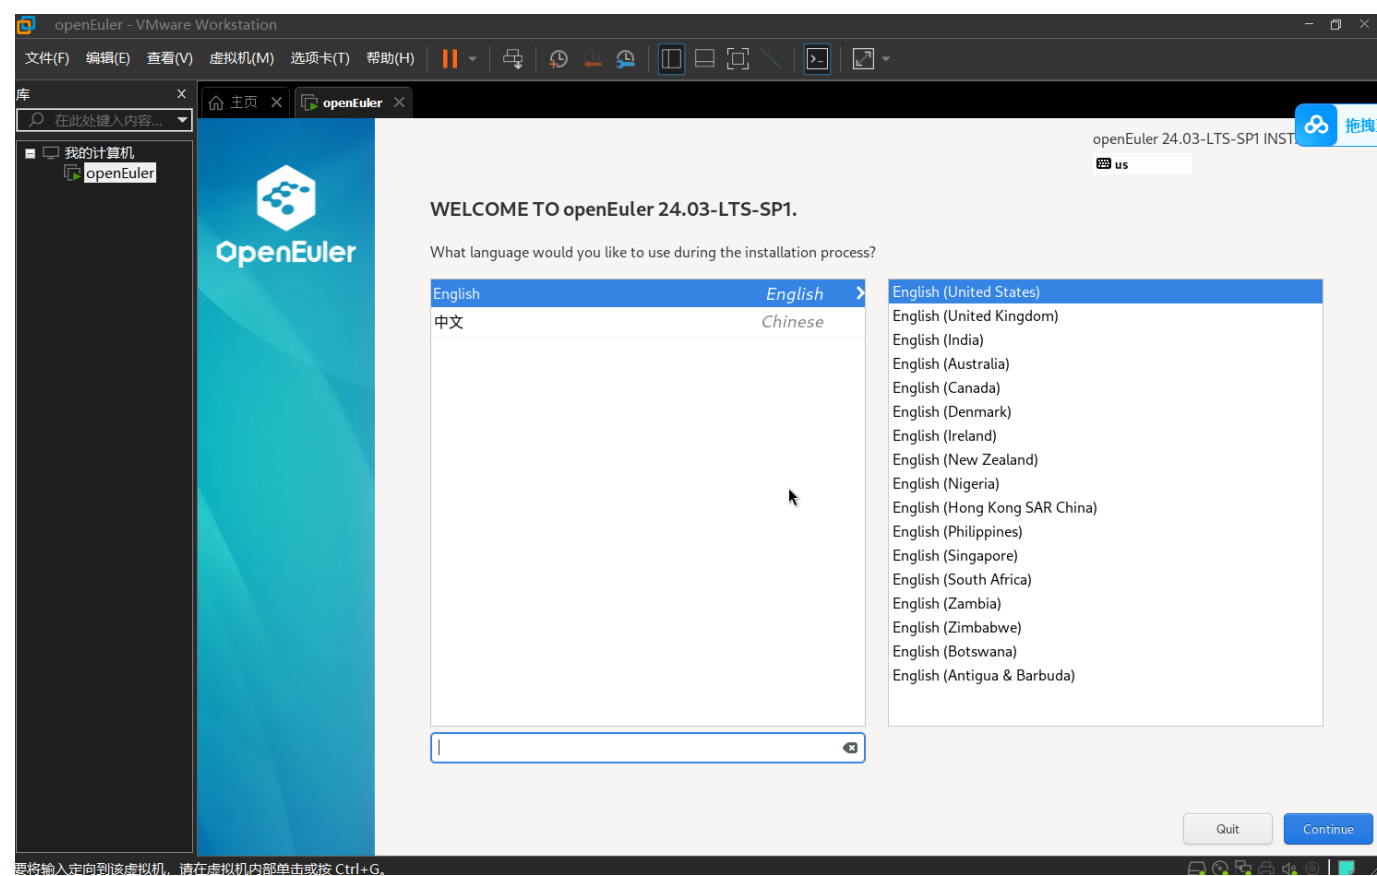 openEuler - VMware Workstation
文件(F) 编辑(E) 查看(V) 虚拟机(M) 选项卡(T) 帮助(H)
库
主页
openEuler
在此处键入内容...
我的计算机
openEuler
OpenEuler
openEuler 24.03-LTS-SP1 INST
拖拽
us
WELCOME TO openEuler 24.03-LTS-SP1.
What language would you like to use during the installation process?
English English
中文 Chinese
English (United States)
English (United Kingdom)
English (India)
English (Australia)
English (Canada)
English (Denmark)
English (Ireland)
English (New Zealand)
English (Nigeria)
English (Hong Kong SAR China)
English (Philippines)
English (Singapore)
English (South Africa)
English (Zambia)
English (Zimbabwe)
English (Botswana)
English (Antigua & Barbuda)
Quit
Continue
要将输入定向到该虚拟机，请在虚拟机内部单击或按 Ctrl+G。